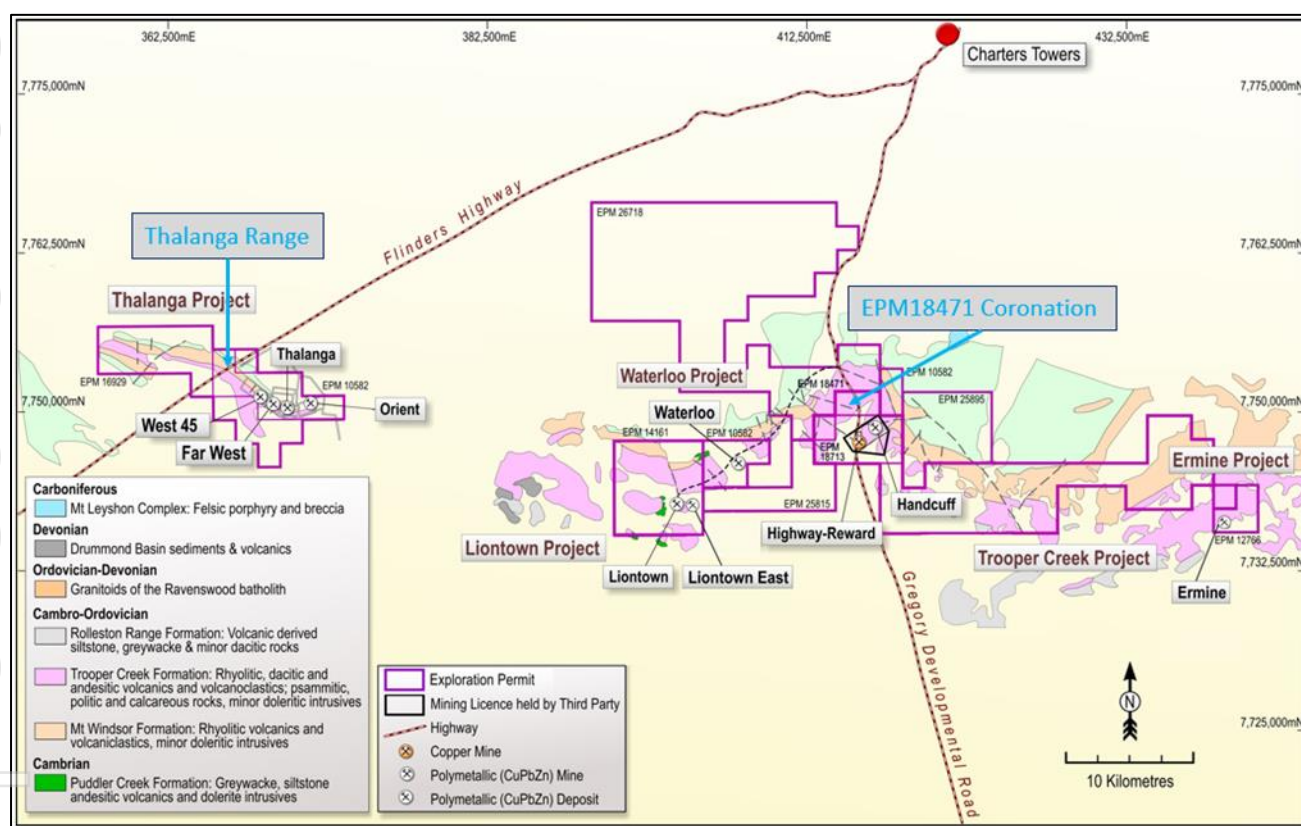 362,500mE
382,500mE
412,500mE
432,500mE
Charters Towers
7,775,000mN
7,775,000mN
Flinders Highway
EPM 26718
Thalanga Range
7,762,500mN
7,762,500mN
Thalanga Project
EPM18471 Coronation
Thalanga
Waterloo Project
EPM 18471
EPM 10582
EPM 16929
EPM 10582
EPM 25895
7,750,000mN
7,750,000mN
Orient
West 45
Waterloo
Far West
EPM 14161
EPM 10582
EPM
18713
Ermine Project
EPM 25815
Handcuff
Highway-Reward
Liontown Project
Trooper Creek Project
EPM 12766
Liontown
Liontown East
Ermine
7,732,500mN
Gregory Developmental Road
7,725,000mN
Carboniferous
Mt Leyshon Complex: Felsic porphyry and breccia
Devonian
Drummond Basin sediments & volcanics
Ordovician-Devonian
Granitoids of the Ravenswood batholith
Cambro-Ordovician
Rolleston Range Formation: Volcanic derived
siltstone, greywacke & minor dacitic rocks
Trooper Creek Formation: Rhyolitic, dacitic and
andesitic volcanics and volcanoclastics; psammitic,
politic and calcareous rocks, minor doleritic intrusives
Mt Windsor Formation: Rhyolitic volcanics and
volcaniclastics, minor doleritic intrusives
Cambrian
Puddler Creek Formation: Greywacke, siltstone
andesitic volcanics and dolerite intrusives
Exploration Permit
Mining Licence held by Third Party
Highway
Copper Mine
Polymetallic (CuPbZn) Mine
Polymetallic (CuPbZn) Deposit
N
10 Kilometres